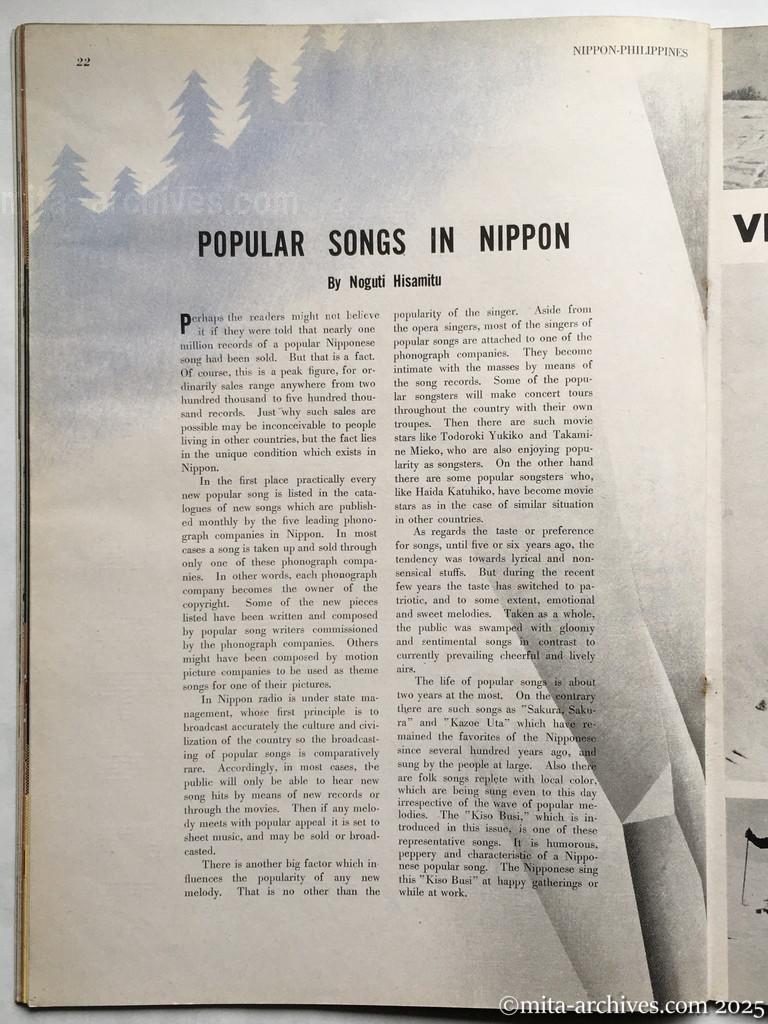 22
NIPPON-PHILIPPINES
mita-archives.com
POPULAR SONGS IN NIPPON
By Noguti Hisamitu
Perhaps the readers might not believe
it if they were told that nearly one
million records of a popular Nipponese
song had been sold. But that is a fact.
Of course, this is a peak figure, for or-
dinarily sales range anywhere from two
hundred thousand to five hundred thou-
sand records. Just why such sales are
possible may be inconceivable to people
living in other countries, but the fact lies
in the unique condition which exists in
Nippon.
In the first place practically every
new popular song is listed in the cata-
logues of new songs which are publish-
ed monthly by the five leading phono-
graph companies in Nippon. In most
cases a song is taken up and sold through
only one of these phonograph compa-
nies. In other words, each phonograph
company becomes the owner of the
copyright. Some of the new pieces
listed have been written and composed
by popular song writers commissioned
by the phonograph companies. Others
might have been composed by motion
picture companies to be used as theme
songs for one of their pictures.
In Nippon radio is under state ma-
nagement, whose first principle is to
broadcast accurately the culture and civi-
lization of the country so the broadcast-
ing of popular songs is comparatively
rare. Accordingly, in most cases, the
public will only be able to hear new
song hits by means of new records or
through the movies. Then if any melo-
dy meets with popular appeal it is set to
sheet music, and may be sold or broad-
casted.
There is another big factor which in-
fluences the popularity of any new
melody. That is no other than the
popularity of the singer. Aside from
the opera singers, most of the singers of
popular songs are attached to one of the
phonograph companies. They become
intimate with the masses by means of
the song records. Some of the popu-
lar songsters will make concert tours
throughout the country with their own
troupes. Then there are such movie
stars like Todoroki Yukiko and Takami-
ne Mieko, who are also enjoying popu-
larity as songsters. On the other hand
there are some popular songsters who,
like Haida Katuhiko, have become movie
stars as in the case of similar situation
in other countries.
As regards the taste or preference
for songs, until five or six years ago, the
tendency was towards lyrical and non-
sensical stuffs. But during the recent
few years the taste has switched to pa-
triotic, and to some extent, emotional
and sweet melodies. Taken as a whole,
the public was swamped with gloomy
and sentimental songs in contrast to
currently prevailing cheerful and lively
airs.
The life of popular songs is about
two years at the most. On the contrary
there are such songs as "Sakura, Saku-
ra" and "Kazoe Uta" which have re-
mained the favorites of the Nipponese
since several hundred years ago, and
sung by the people at large. Also there
are folk songs replete with local color,
which are being sung even to this day
irrespective of the wave of popular me-
lodies. The "Kiso Busi," which is in-
troduced in this issue, is one of these
representative songs. It is humorous,
peppery and characteristic of a Nippo-
nese popular song. The Nipponese sing
this "Kiso Busi" at happy gatherings or
while at work.
©mita-archives.com 2025